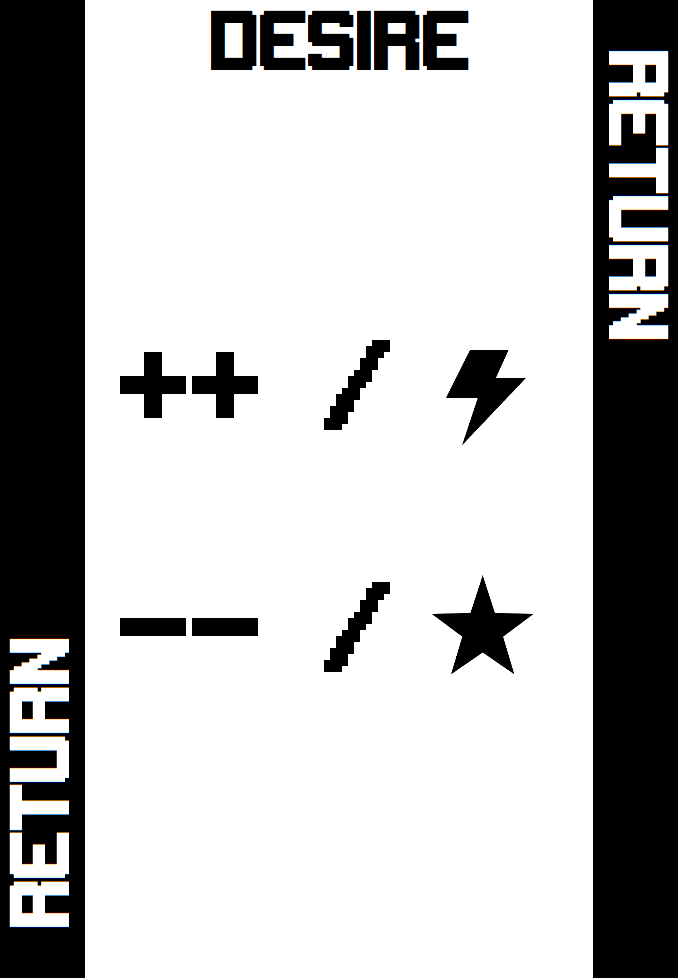 DESIRE
RETURN
++ /
-- /
RETURN